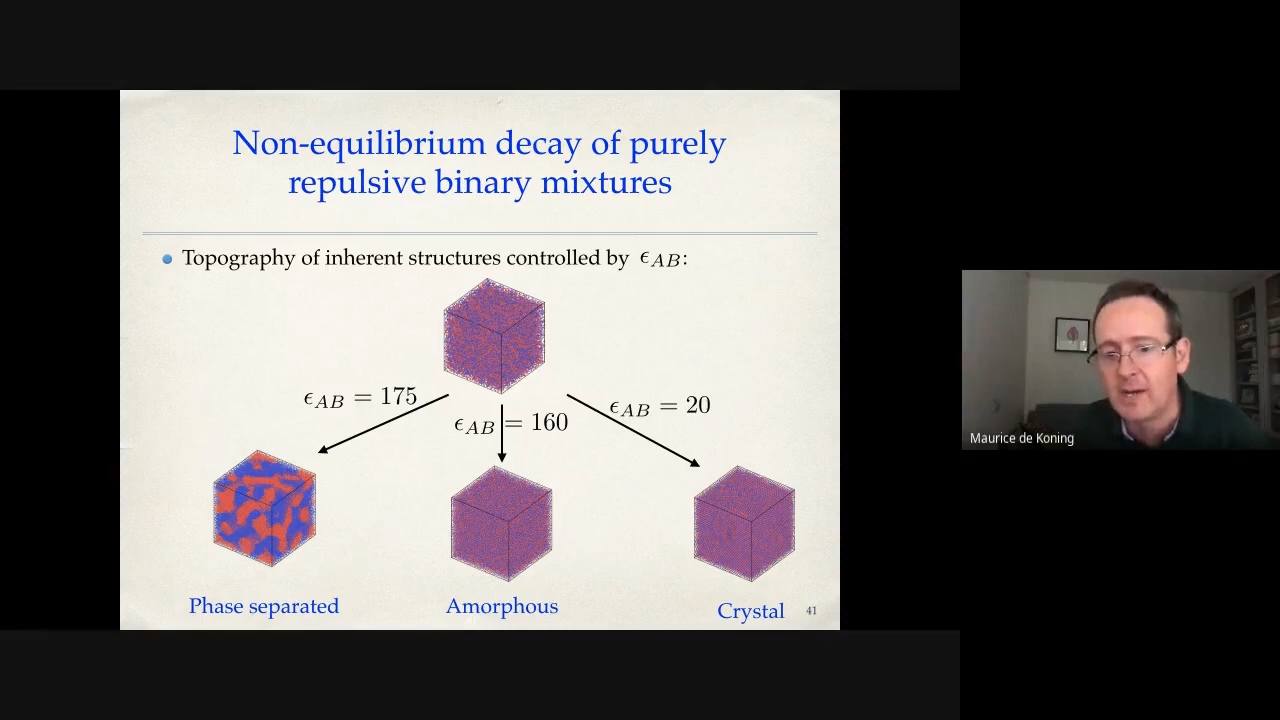 Non-equilibrium decay of purely
repulsive binary mixtures
Topography of inherent structures controlled by ϵ_AB:
ϵ_AB = 175
ϵ_AB = 160
ϵ_AB = 20
Phase separated
Amorphous
Crystal
41
Maurice de Koning